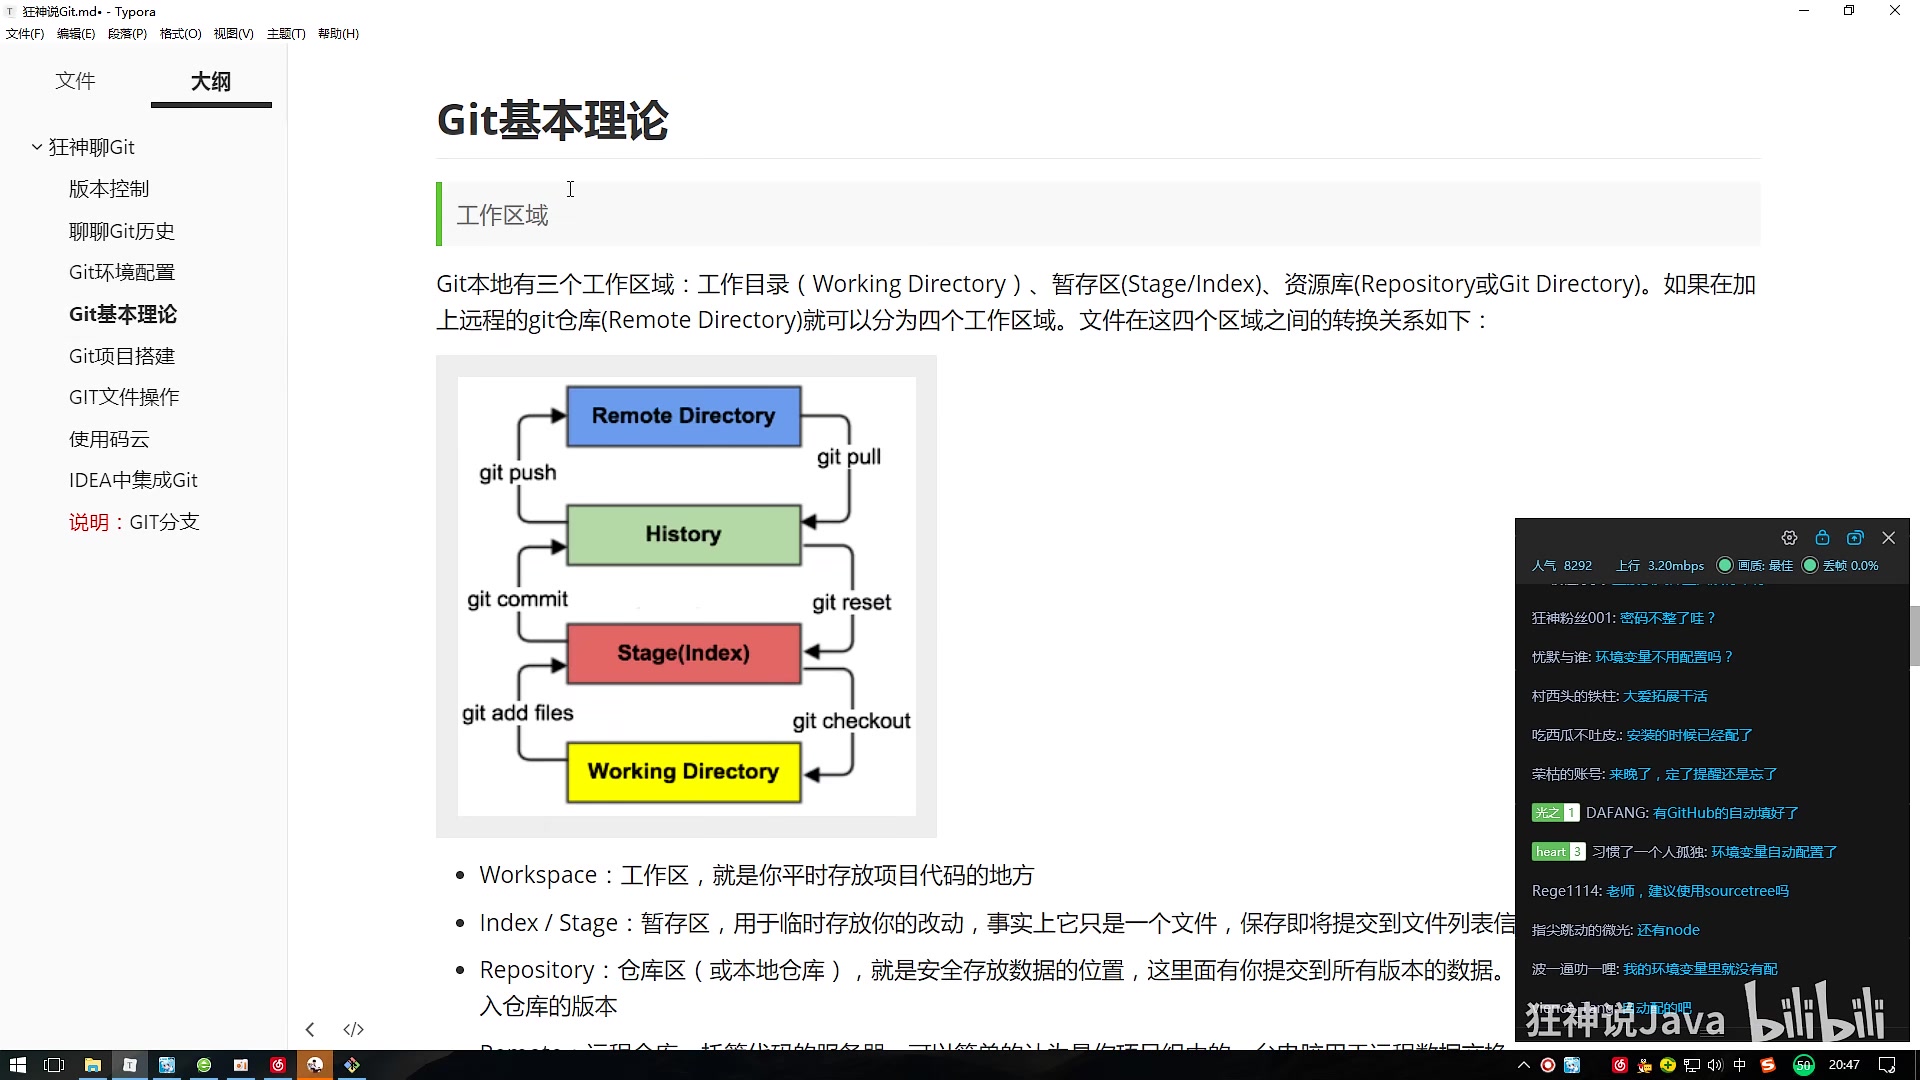 狂神说Git.md• - Typora
文件(F) 编辑(E) 段落(P) 格式(O) 视图(V) 主题(T) 帮助(H)
文件 大纲
狂神聊Git
版本控制
聊聊Git历史
Git环境配置
Git基本理论
Git项目搭建
GIT文件操作
使用码云
IDEA中集成Git
说明：GIT分支
Git基本理论
工作区域
Git本地有三个工作区域：工作目录（Working Directory）、暂存区(Stage/Index)、资源库(Repository或Git Directory)。如果在加
上远程的git仓库(Remote Directory)就可以分为四个工作区域。文件在这四个区域之间的转换关系如下：
Remote Directory
git push
git pull
History
git commit
git reset
Stage(Index)
git add files
git checkout
Working Directory
Workspace：工作区，就是你平时存放项目代码的地方
Index / Stage：暂存区，用于临时存放你的改动，事实上它只是一个文件，保存即将提交到文件列表信
Repository：仓库区（或本地仓库），就是安全存放数据的位置，这里面有你提交到所有版本的数据。
入仓库的版本
人气 8292 上行 3.20mbps 画质: 最佳 丢帧 0.0%
狂神粉丝001: 密码不整了哇？
忧默与谁: 环境变量不用配置吗？
村西头的铁柱: 大爱拓展干活
吃西瓜不吐皮.: 安装的时候已经配了
荣枯的账号: 来晚了，定了提醒还是忘了
光之 1 DAFANG: 有GitHub的自动填好了
heart 3 习惯了一个人孤独: 环境变量自动配置了
Rege1114: 老师，建议使用sourcetree吗
指尖跳动的微光: 还有node
波一逼叨一哩: 我的环境变量里就没有配
狂神说Java bilibili
中 50 20:47